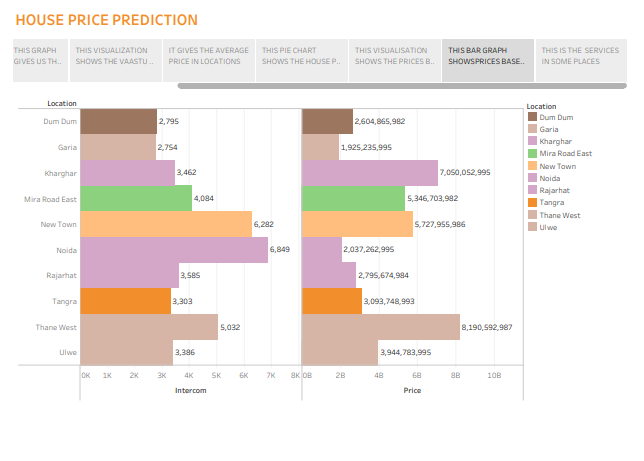 HOUSE PRICE PREDICTION
THIS GRAPH
GIVES US TH..
THIS VISUALIZATION
SHOWS THE VAASTU ..
IT GIVES THE AVERAGE
PRICE IN LOCATIONS
THIS PIE CHART
SHOWS THE HOUSE P..
THIS VISUALISATION
SHOWS THE PRICES B..
THIS BAR GRAPH
SHOWSPRICES BASE..
THIS IS THE SERVICES
IN SOME PLACES
Location
Dum Dum 2,795 2,604,865,982
Garia 2,754 1,925,235,995
Kharghar 3,462 7,050,052,995
Mira Road East 4,084 5,346,703,982
New Town 6,282 5,727,955,986
Noida 6,849 2,037,262,995
Rajarhat 3,585 2,795,674,984
Tangra 3,303 3,093,748,993
Thane West 5,032 8,190,592,987
Ulwe 3,386 3,944,783,995
0K 1K 2K 3K 4K 5K 6K 7K 8K 0B 2B 4B 6B 8B 10B
Intercom Price
Location
Dum Dum
Garia
Kharghar
Mira Road East
New Town
Noida
Rajarhat
Tangra
Thane West
Ulwe